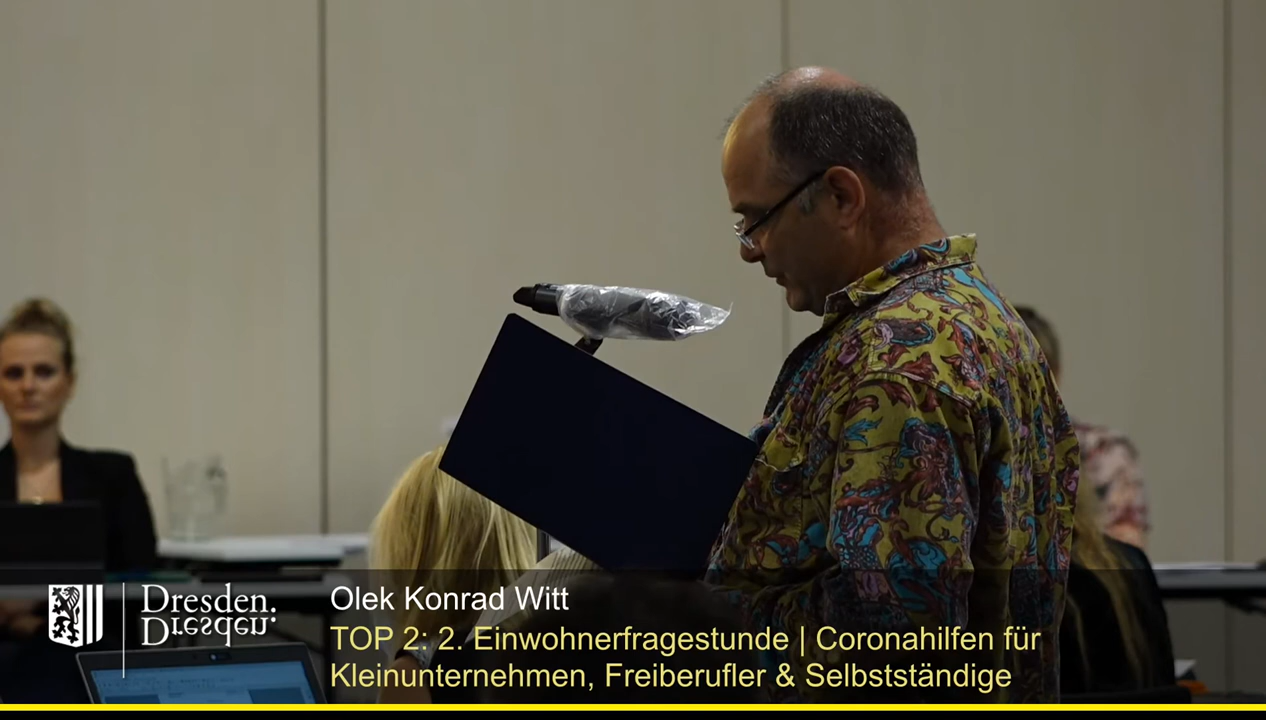 Dresden.
Dresden.
Olek Konrad Witt
TOP 2: 2. Einwohnerfragestunde | Coronahilfen für
Kleinunternehmen, Freiberufler & Selbstständige